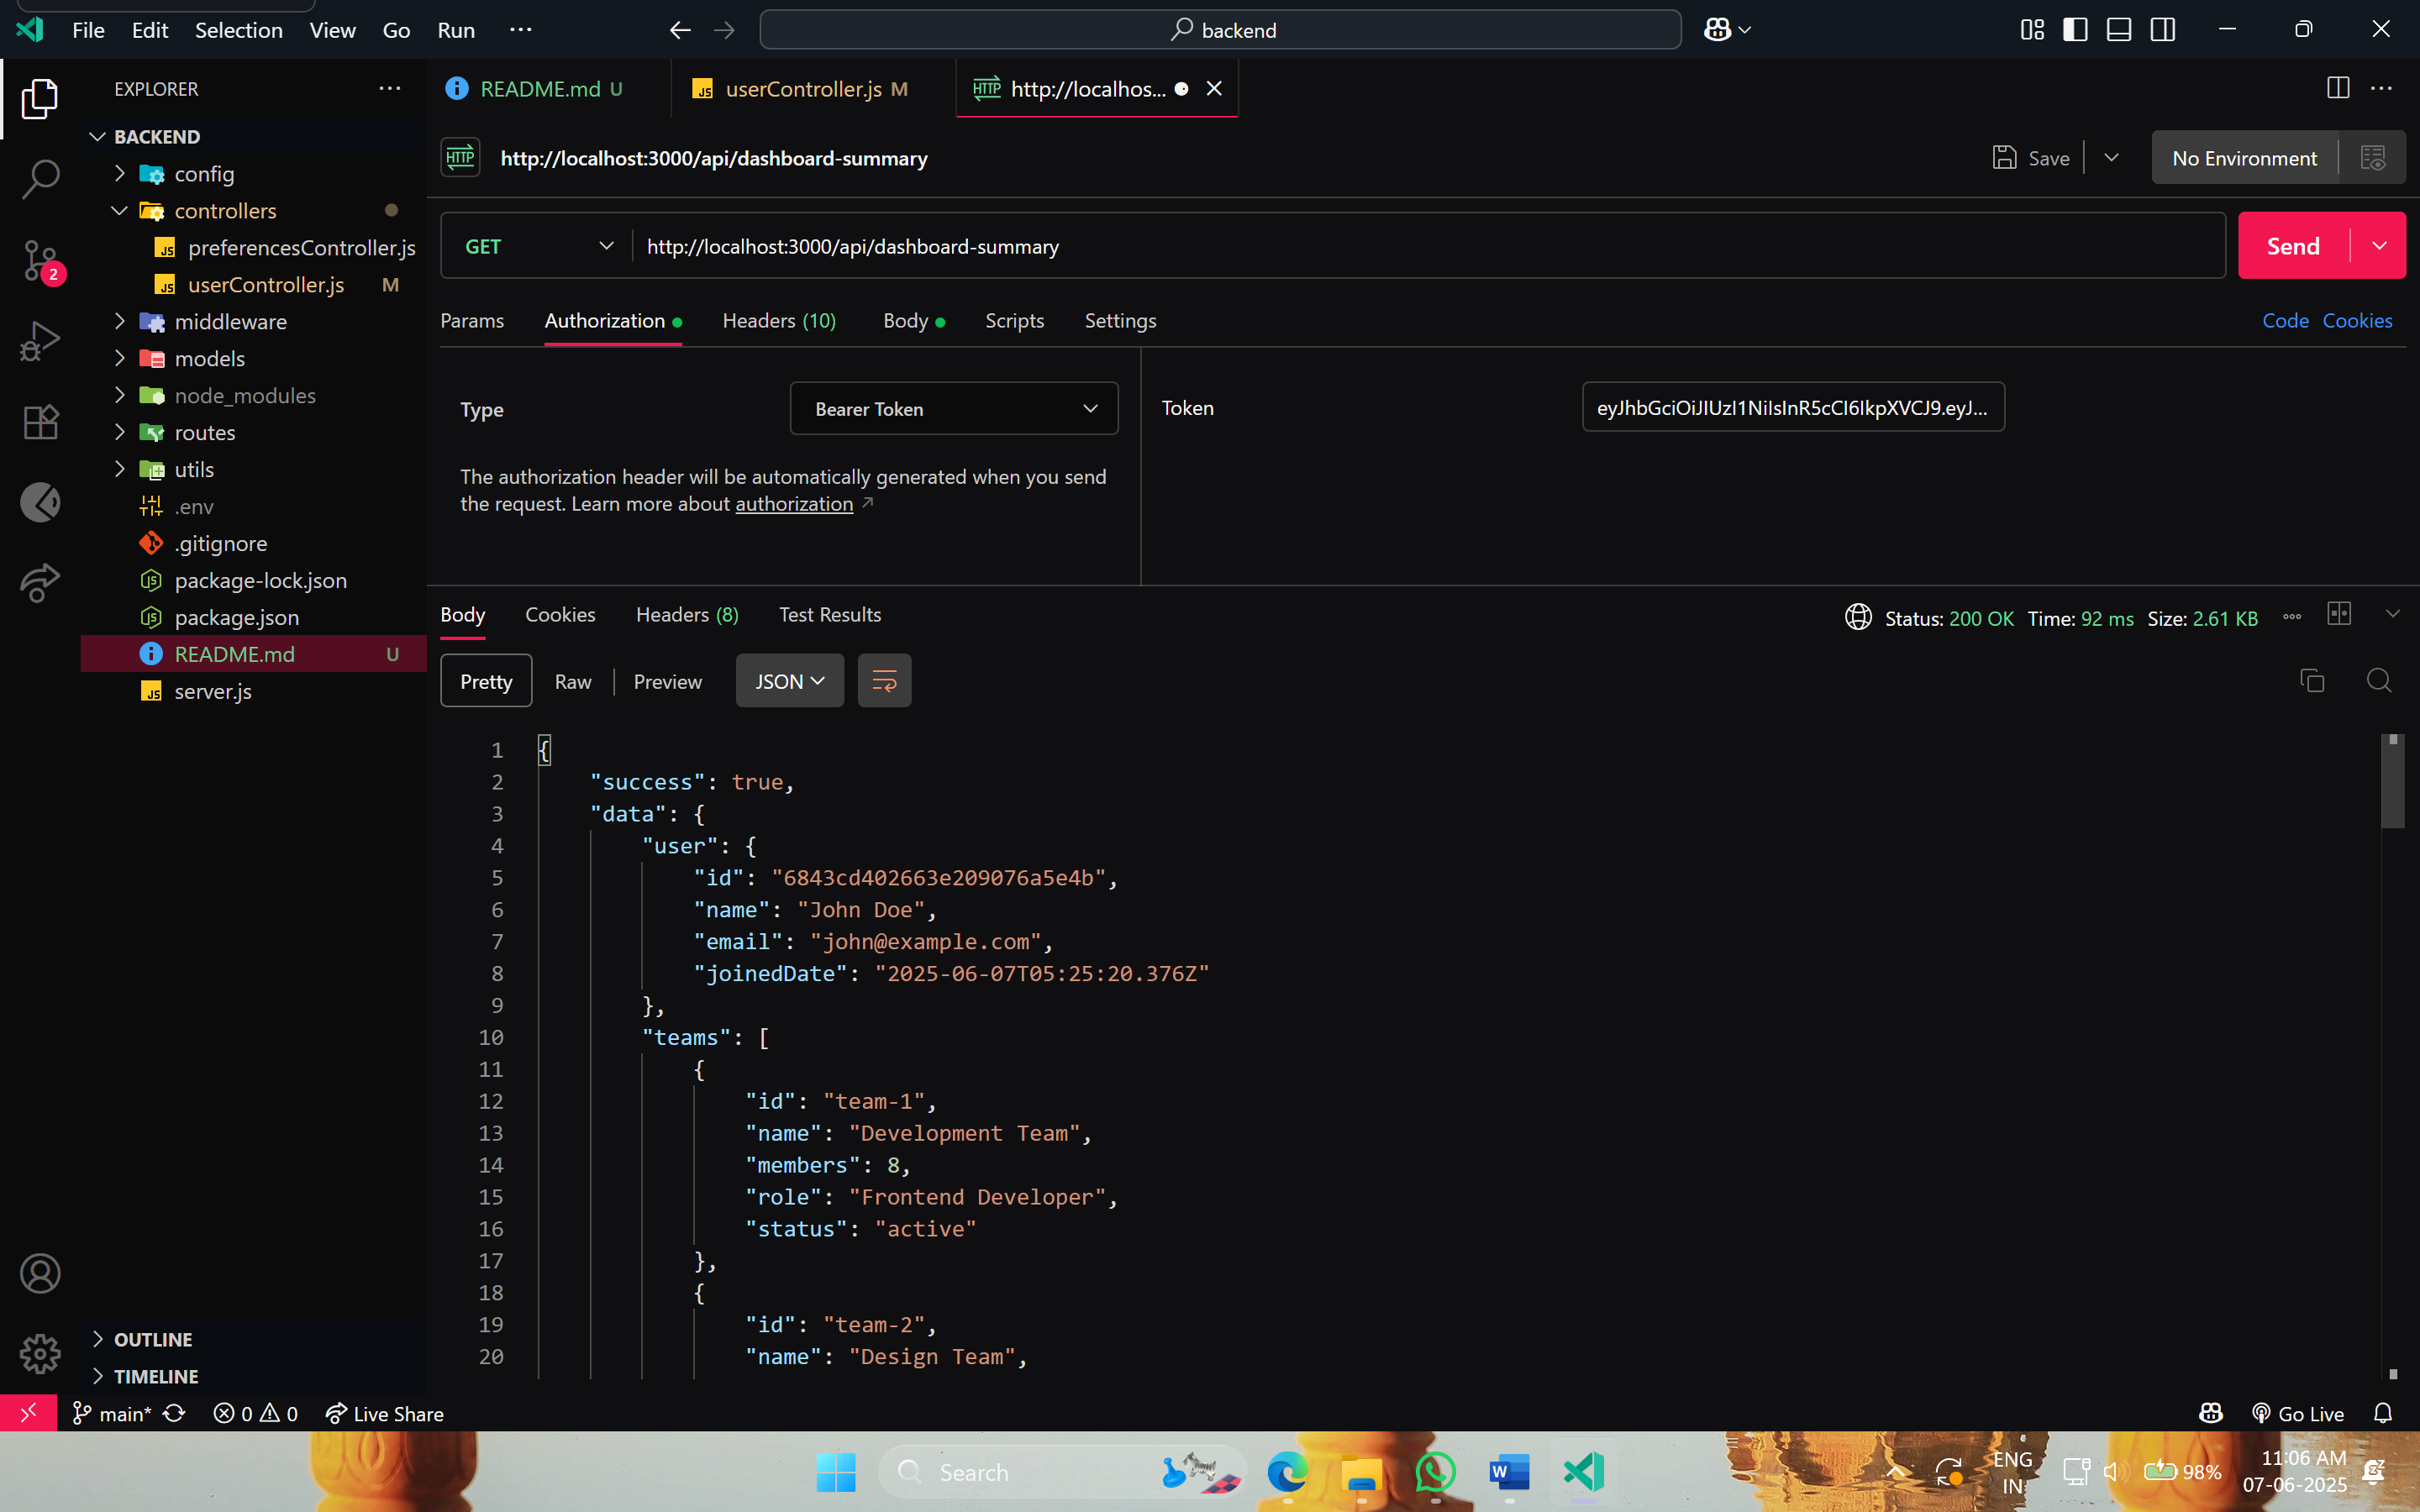 File Edit Selection View Go Run ··· backend
EXPLORER ···
BACKEND
config
controllers
preferencesController.js
userController.js M
middleware
models
node_modules
routes
utils
.env
.gitignore
package-lock.json
package.json
README.md U
server.js
OUTLINE
TIMELINE
2
README.md U userController.js M HTTP http://localhos...
HTTP http://localhost:3000/api/dashboard-summary Save No Environment
GET http://localhost:3000/api/dashboard-summary Send
Params Authorization Headers (10) Body Scripts Settings Code Cookies
Type Bearer Token
The authorization header will be automatically generated when you send
the request. Learn more about authorization
Token eyJhbGciOiJIUzI1NiIsInR5cCI6IkpXVCJ9.eyJ...
Body Cookies Headers (8) Test Results Status: 200 OK Time: 92 ms Size: 2.61 KB
Pretty Raw Preview JSON
1 {
2 "success": true,
3 "data": {
4 "user": {
5 "id": "6843cd402663e209076a5e4b",
6 "name": "John Doe",
7 "email": "john@example.com",
8 "joinedDate": "2025-06-07T05:25:20.376Z"
9 },
10 "teams": [
11 {
12 "id": "team-1",
13 "name": "Development Team",
14 "members": 8,
15 "role": "Frontend Developer",
16 "status": "active"
17 },
18 {
19 "id": "team-2",
20 "name": "Design Team",
main* 0 0 Live Share Go Live
Search
ENG
IN
98%
11:06 AM
07-06-2025